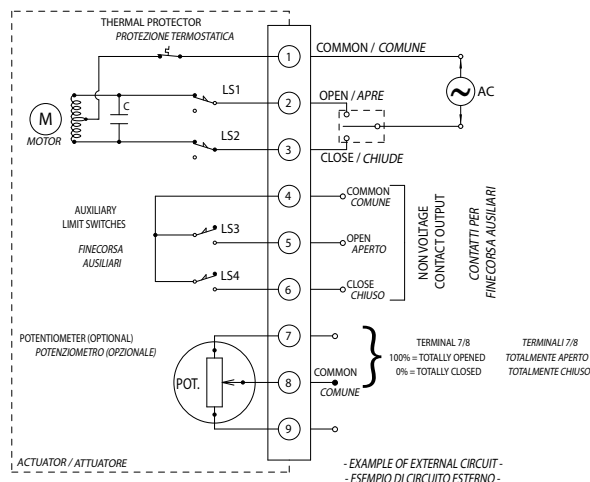 THERMAL PROTECTOR
PROTEZIONE TERMOSTATICA
1
COMMON / COMUNE
AC
C
LS1
2
OPEN / APRE
M
MOTOR
LS2
3
CLOSE / CHIUDE
4
COMMON
COMUNE
AUXILIARY
LIMIT SWITCHES
FINECORSA
AUSILIARI
LS3
5
OPEN
APERTO
LS4
6
CLOSE
CHIUSO
NON VOLTAGE
CONTACT OUTPUT
CONTATTI PER
FINECORSA AUSILIARI
POTENTIOMETER (OPTIONAL)
POTENZIOMETRO (OPZIONALE)
7
POT.
8
COMMON
COMUNE
9
TERMINAL 7/8
100% = TOTALLY OPENED
0% = TOTALLY CLOSED
TERMINALI 7/8
TOTALMENTE APERTO
TOTALMENTE CHIUSO
ACTUATOR / ATTUATORE
- EXAMPLE OF EXTERNAL CIRCUIT -
- ESEMPIO DI CIRCUITO ESTERNO -